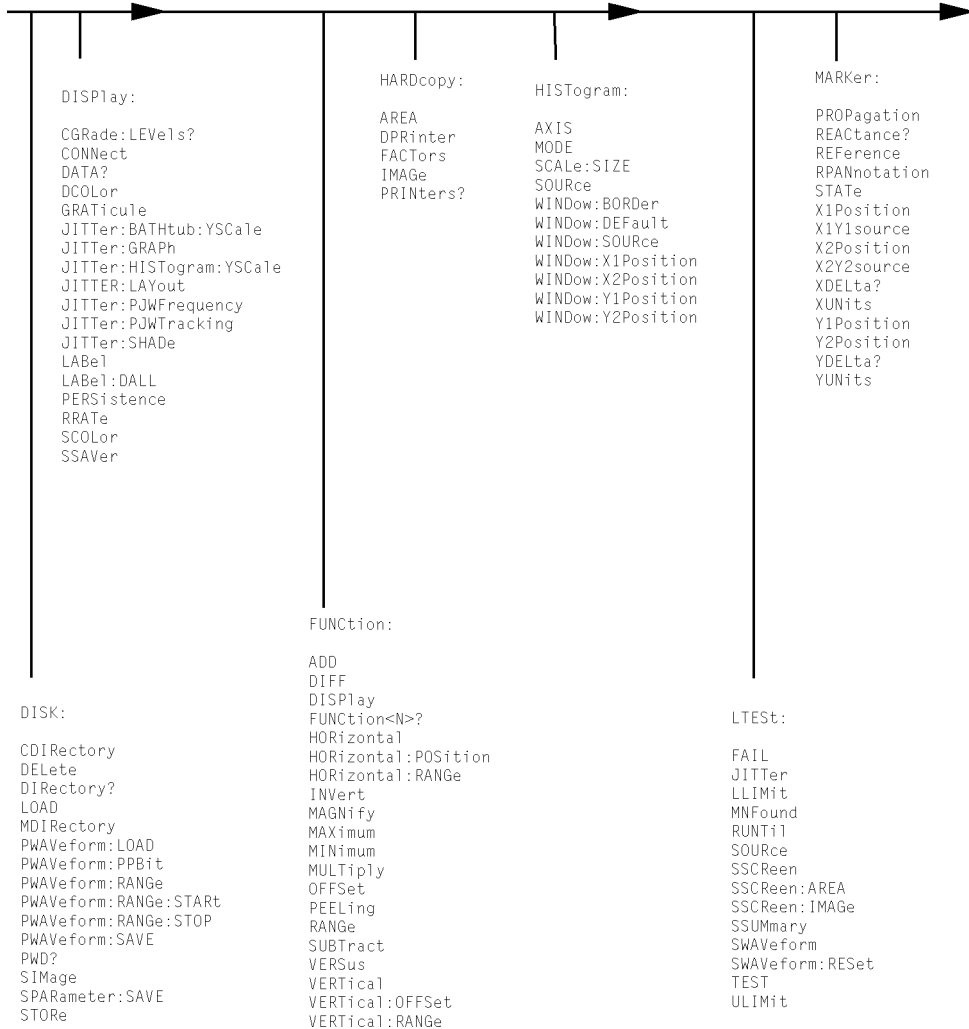 DISPlay:
CGRade:LEVels?
CONNect
DATA?
DCOLor
GRATicule
JITTer:BATHtub:YSCale
JITTer:GRAPh
JITTer:HISTogram:YSCale
JITTER:LAYout
JITTer:PJWFrequency
JITTer:PJWTracking
JITTer:SHADe
LABel
LABel:DALL
PERSistence
RRATe
SCOLor
SSAVer
HARDcopy:
AREA
DPRinter
FACTors
IMAGe
PRINters?
HISTogram:
AXIS
MODE
SCALe:SIZE
SOURce
WINDow:BORDer
WINDow:DEFault
WINDow:SOURce
WINDow:X1Position
WINDow:X2Position
WINDow:Y1Position
WINDow:Y2Position
MARKer:
PROPagation
REACtance?
REFerence
RPANnotation
STATe
X1Position
X1Y1source
X2Position
X2Y2source
XDELta?
XUNits
Y1Position
Y2Position
YDELta?
YUNits
DISK:
CDIRectory
DELete
DIRectory?
LOAD
MDIRectory
PWAVeform:LOAD
PWAVeform:PPBit
PWAVeform:RANGe
PWAVeform:RANGe:STARt
PWAVeform:RANGe:STOP
PWAVeform:SAVE
PWD?
SIMage
SPARameter:SAVE
STORe
FUNCtion:
ADD
DIFF
DISPlay
FUNCtion<N>?
HORizontal
HORizontal:POSition
HORizontal:RANGe
INVert
MAGNify
MAXimum
MINimum
MULTiply
OFFSet
PEELing
RANGe
SUBTract
VERSus
VERTical
VERTical:OFFSet
VERTical:RANGe
LTESt:
FAIL
JITTer
LLIMit
MNFound
RUNTil
SOURce
SSCReen
SSCReen:AREA
SSCReen:IMAGe
SSUMmary
SWAVeform
SWAVeform:RESet
TEST
ULIMit